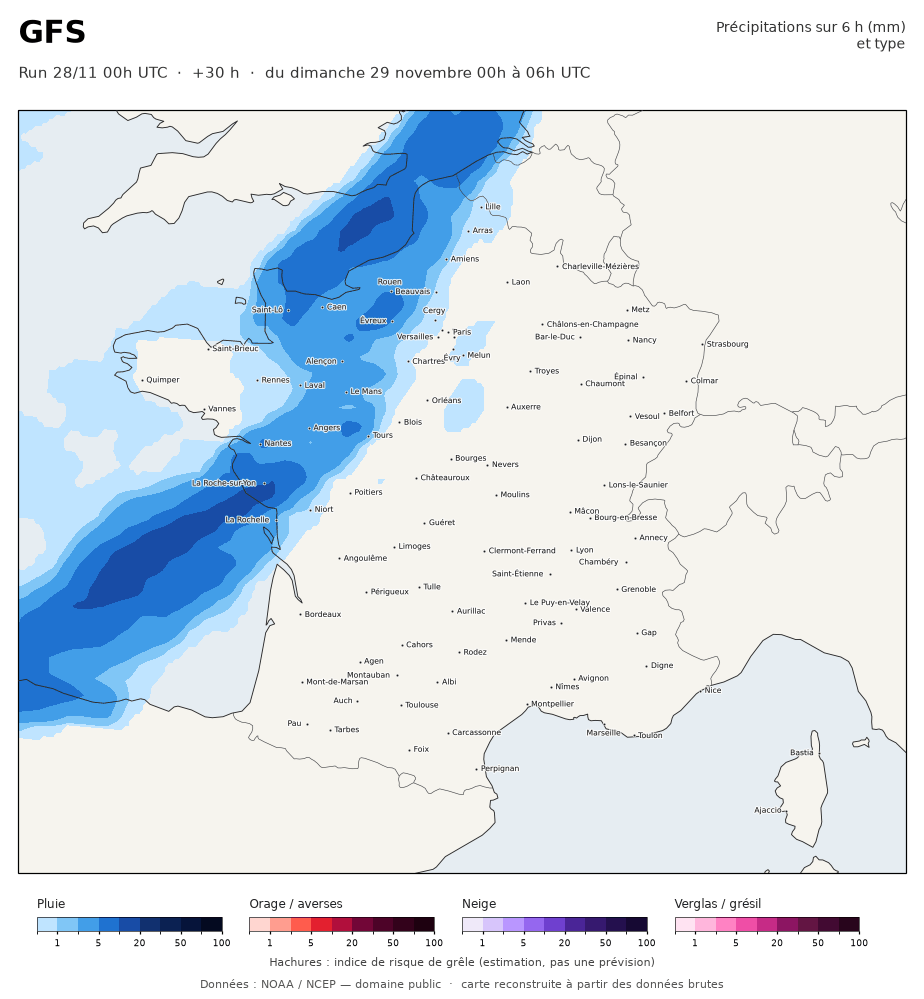 GFS
Précipitations sur 6 h (mm)
et type
Run 28/11 00h UTC · +30 h · du dimanche 29 novembre 00h à 06h UTC
Lille
Arras
Amiens
Charleville-Mézières
Rouen
Laon
Beauvais
Saint-Lô
Caen
Cergy
Metz
Évreux
Châlons-en-Champagne
Paris
Versailles
Bar-le-Duc
Nancy
Strasbourg
Saint-Brieuc
Évry
Melun
Alençon
Chartres
Troyes
Épinal
Quimper
Rennes
Laval
Chaumont
Colmar
Le Mans
Orléans
Vannes
Auxerre
Belfort
Vesoul
Blois
Angers
Tours
Dijon
Nantes
Besançon
Bourges
Nevers
Châteauroux
La Roche-sur-Yon
Lons-le-Saunier
Poitiers
Moulins
Niort
Mâcon
La Rochelle
Bourg-en-Bresse
Guéret
Annecy
Limoges
Clermont-Ferrand
Lyon
Angoulême
Chambéry
Saint-Étienne
Tulle
Grenoble
Périgueux
Le Puy-en-Velay
Valence
Aurillac
Bordeaux
Privas
Gap
Mende
Cahors
Rodez
Agen
Digne
Montauban
Avignon
Mont-de-Marsan
Albi
Nîmes
Nice
Auch
Toulouse
Montpellier
Pau
Tarbes
Carcassonne
Marseille
Toulon
Foix
Bastia
Perpignan
Ajaccio
Pluie
Orage / averses
Neige
Verglas / grésil
1 5 20 50 100
1 5 20 50 100
1 5 20 50 100
1 5 20 50 100
Hachures : indice de risque de grêle (estimation, pas une prévision)
Données : NOAA / NCEP — domaine public · carte reconstruite à partir des données brutes